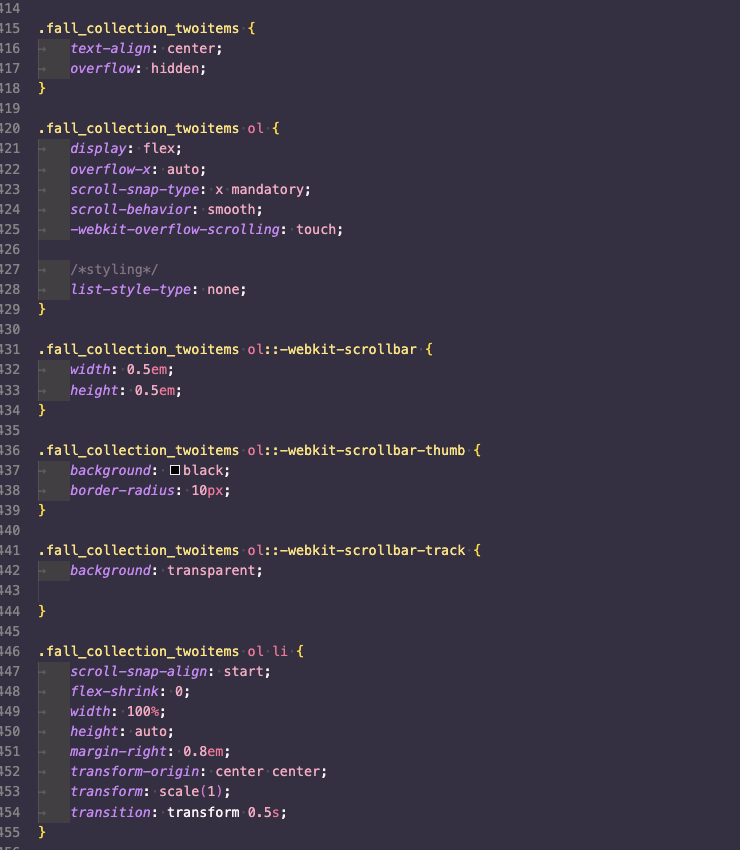 414
415 .fall_collection_twoitems {
416 text-align: center;
417 overflow: hidden;
418 }
419
420 .fall_collection_twoitems ol {
421 display: flex;
422 overflow-x: auto;
423 scroll-snap-type: x mandatory;
424 scroll-behavior: smooth;
425 -webkit-overflow-scrolling: touch;
426
427 /*styling*/
428 list-style-type: none;
429 }
430
431 .fall_collection_twoitems ol::-webkit-scrollbar {
432 width: 0.5em;
433 height: 0.5em;
434 }
435
436 .fall_collection_twoitems ol::-webkit-scrollbar-thumb {
437 background: black;
438 border-radius: 10px;
439 }
440
441 .fall_collection_twoitems ol::-webkit-scrollbar-track {
442 background: transparent;
443
444 }
445
446 .fall_collection_twoitems ol li {
447 scroll-snap-align: start;
448 flex-shrink: 0;
449 width: 100%;
450 height: auto;
451 margin-right: 0.8em;
452 transform-origin: center center;
453 transform: scale(1);
454 transition: transform 0.5s;
455 }